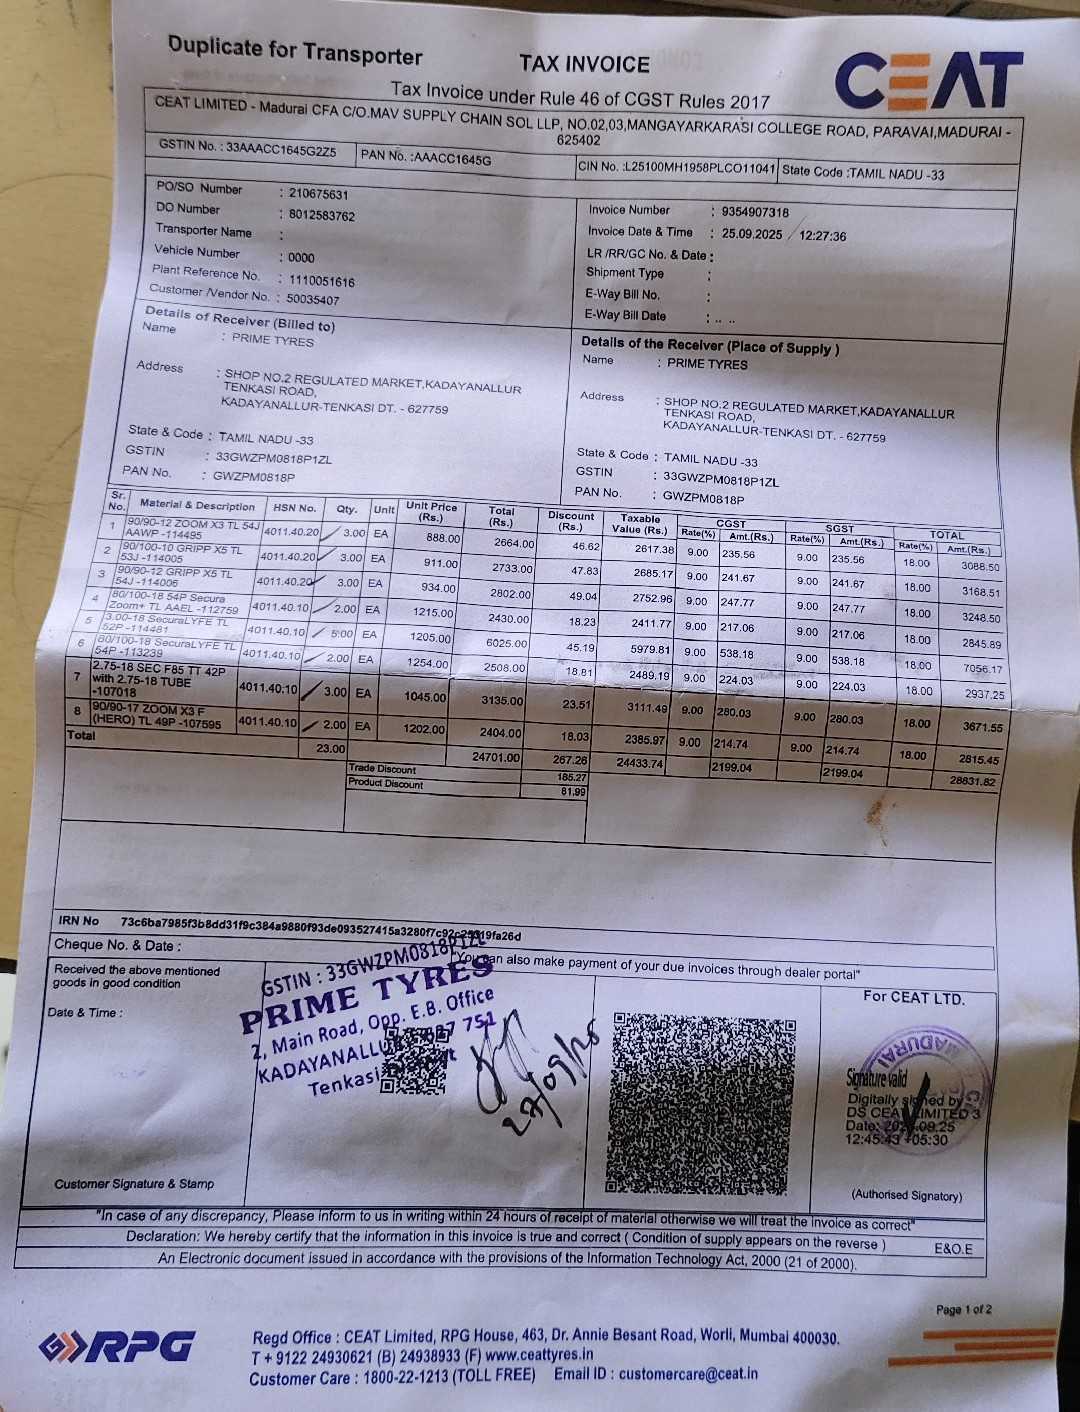 Duplicate for Transporter
TAX INVOICE
CEAT
Tax Invoice under Rule 46 of CGST Rules 2017
CEAT LIMITED - Madurai CFA C/O.MAV SUPPLY CHAIN SOL LLP, NO.02,03,MANGAYARKARASI COLLEGE ROAD, PARAVAI,MADURAI - 625402
GSTIN No. : 33AAACC1645G2Z5 PAN No. :AAACC1645G CIN No. :L25100MH1958PLCO11041 State Code :TAMIL NADU -33
PO/SO Number : 210675631
DO Number : 8012583762
Transporter Name :
Vehicle Number : 0000
Plant Reference No. : 1110051616
Customer /Vendor No. : 50035407
Invoice Number : 9354907318
Invoice Date & Time : 25.09.2025 / 12:27:36
LR /RR/GC No. & Date :
Shipment Type :
E-Way Bill No. :
E-Way Bill Date : .. ..
Details of Receiver (Billed to)
Name : PRIME TYRES
Address : SHOP NO.2 REGULATED MARKET,KADAYANALLUR
TENKASI ROAD,
KADAYANALLUR-TENKASI DT. - 627759
State & Code : TAMIL NADU -33
GSTIN : 33GWZPM0818P1ZL
PAN No. : GWZPM0818P
Details of the Receiver (Place of Supply )
Name : PRIME TYRES
Address : SHOP NO.2 REGULATED MARKET,KADAYANALLUR
TENKASI ROAD,
KADAYANALLUR-TENKASI DT. - 627759
State & Code : TAMIL NADU -33
GSTIN : 33GWZPM0818P1ZL
PAN No. : GWZPM0818P
Sr. No. Material & Description HSN No. Qty. Unit Unit Price (Rs.) Total (Rs.) Discount (Rs.) Taxable Value (Rs.) CGST Rate(%) Amt.(Rs.) SGST Rate(%) Amt.(Rs.) TOTAL Rate(%) Amt.(Rs.)
1 90/90-12 ZOOM X3 TL 54J AAWP -114495 4011.40.20 3.00 EA 888.00 2664.00 46.62 2617.38 9.00 235.56 9.00 235.56 18.00 3088.50
2 90/100-10 GRIPP X5 TL 53J -114005 4011.40.20 3.00 EA 911.00 2733.00 47.83 2685.17 9.00 241.67 9.00 241.67 18.00 3168.51
3 90/90-12 GRIPP X5 TL 54J -114006 4011.40.20 3.00 EA 934.00 2802.00 49.04 2752.96 9.00 247.77 9.00 247.77 18.00 3248.50
4 80/100-18 54P Secura Zoom+ TL AAEL -112759 4011.40.10 2.00 EA 1215.00 2430.00 18.23 2411.77 9.00 217.06 9.00 217.06 18.00 2845.89
5 3.00-18 SecuraLYFE TL 52P -114481 4011.40.10 5.00 EA 1205.00 6025.00 45.19 5979.81 9.00 538.18 9.00 538.18 18.00 7056.17
6 80/100-18 SecuraLYFE TL 54P -113239 4011.40.10 2.00 EA 1254.00 2508.00 18.81 2489.19 9.00 224.03 9.00 224.03 18.00 2937.25
7 2.75-18 SEC F85 TT 42P with 2.75-18 TUBE -107018 4011.40.10 3.00 EA 1045.00 3135.00 23.51 3111.49 9.00 280.03 9.00 280.03 18.00 3671.55
8 90/90-17 ZOOM X3 F (HERO) TL 49P -107595 4011.40.10 2.00 EA 1202.00 2404.00 18.03 2385.97 9.00 214.74 9.00 214.74 18.00 2815.45
Total 23.00 24701.00 267.26 24433.74 2199.04 2199.04 28831.82
Trade Discount 185.27
Product Discount 81.99
IRN No
Cheque No. & Date :
"You can also make payment of your due invoices through dealer portal"
Received the above mentioned
goods in good condition
Date & Time :
Customer Signature & Stamp
GSTIN : 33GWZPM0818P1ZL
PRIME TYRES
2, Main Road, Opp. E.B. Office
KADAYANALLUR 751
Tenkasi
For CEAT LTD.
MADURAI
Signature valid
Digitally signed by
DS CEAT LIMITED 3
Date: 2025.09.25
12:45:43 +05:30
(Authorised Signatory)
"In case of any discrepancy, Please inform to us in writing within 24 hours of receipt of material otherwise we will treat the invoice as correct"
Declaration: We hereby certify that the information in this invoice is true and correct ( Condition of supply appears on the reverse ) E&O.E
An Electronic document issued in accordance with the provisions of the Information Technology Act, 2000 (21 of 2000).
Page 1 of 2
RPG
Regd Office : CEAT Limited, RPG House, 463, Dr. Annie Besant Road, Worli, Mumbai 400030.
T + 9122 24930621 (B) 24938933 (F) www.ceattyres.in
Customer Care : 1800-22-1213 (TOLL FREE) Email ID : customercare@ceat.in